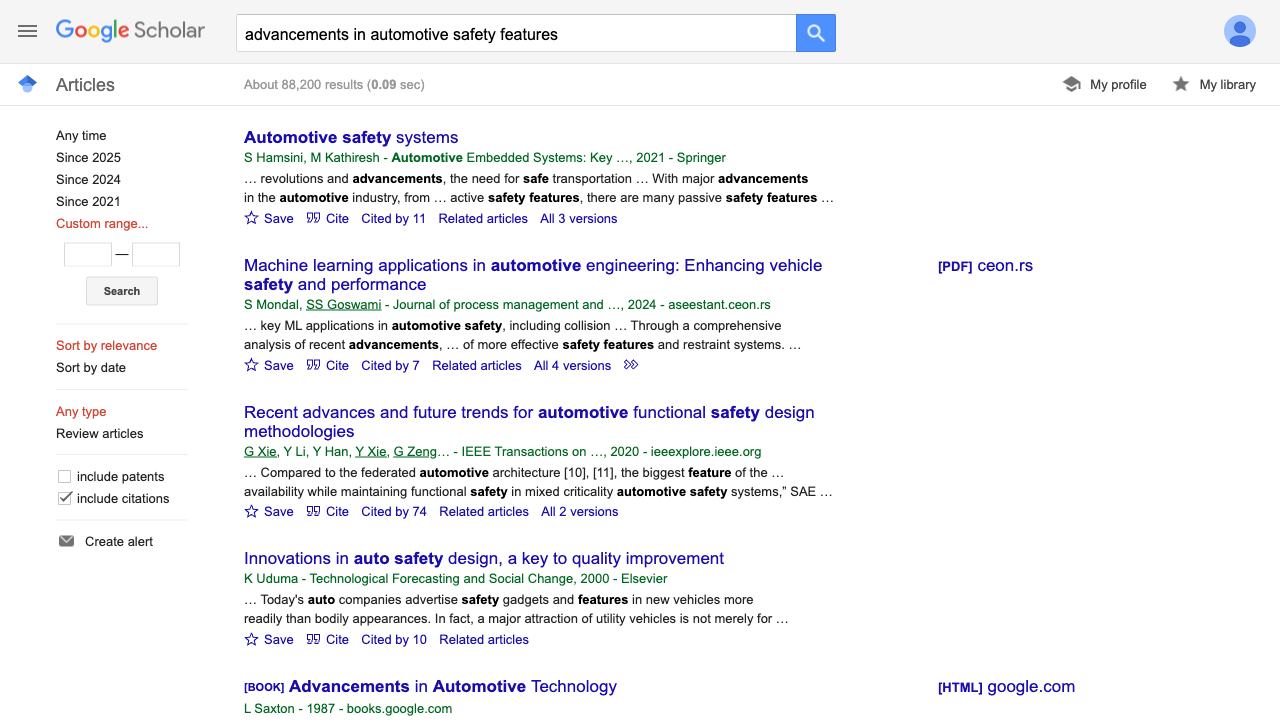 Google Scholar
advancements in automotive safety features
Articles
About 88,200 results (0.09 sec)
My profile
My library
Any time
Since 2025
Since 2024
Since 2021
Custom range...
—
Search
Sort by relevance
Sort by date
Any type
Review articles
include patents
include citations
Create alert
Automotive safety systems
S Hamsini, M Kathiresh - Automotive Embedded Systems: Key …, 2021 - Springer
… revolutions and advancements, the need for safe transportation … With major advancements
in the automotive industry, from … active safety features, there are many passive safety features …
Save Cite Cited by 11 Related articles All 3 versions
Machine learning applications in automotive engineering: Enhancing vehicle
safety and performance
S Mondal, SS Goswami - Journal of process management and …, 2024 - aseestant.ceon.rs
… key ML applications in automotive safety, including collision … Through a comprehensive
analysis of recent advancements, … of more effective safety features and restraint systems. …
Save Cite Cited by 7 Related articles All 4 versions
[PDF] ceon.rs
Recent advances and future trends for automotive functional safety design
methodologies
G Xie, Y Li, Y Han, Y Xie, G Zeng… - IEEE Transactions on …, 2020 - ieeexplore.ieee.org
… Compared to the federated automotive architecture [10], [11], the biggest feature of the …
availability while maintaining functional safety in mixed criticality automotive safety systems,” SAE …
Save Cite Cited by 74 Related articles All 2 versions
Innovations in auto safety design, a key to quality improvement
K Uduma - Technological Forecasting and Social Change, 2000 - Elsevier
… Today's auto companies advertise safety gadgets and features in new vehicles more
readily than bodily appearances. In fact, a major attraction of utility vehicles is not merely for …
Save Cite Cited by 10 Related articles
[BOOK] Advancements in Automotive Technology
L Saxton - 1987 - books.google.com
[HTML] google.com